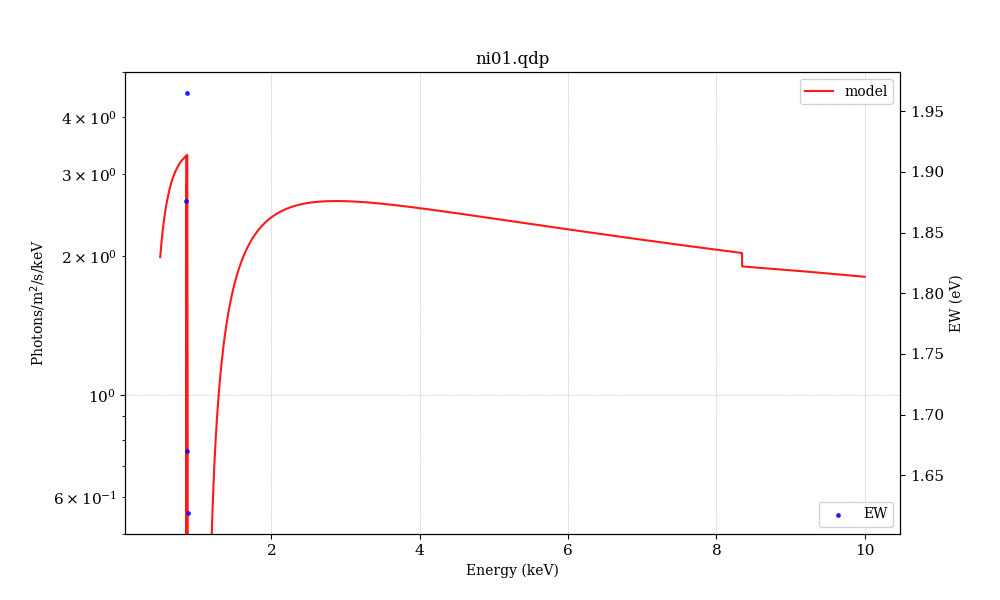 ni01.qdp
model
EW
4 × 10⁰
3 × 10⁰
2 × 10⁰
10⁰
6 × 10⁻¹
Photons/m²/s/keV
1.95
1.90
1.85
1.80
1.75
1.70
1.65
EW (eV)
2 4 6 8 10
Energy (keV)